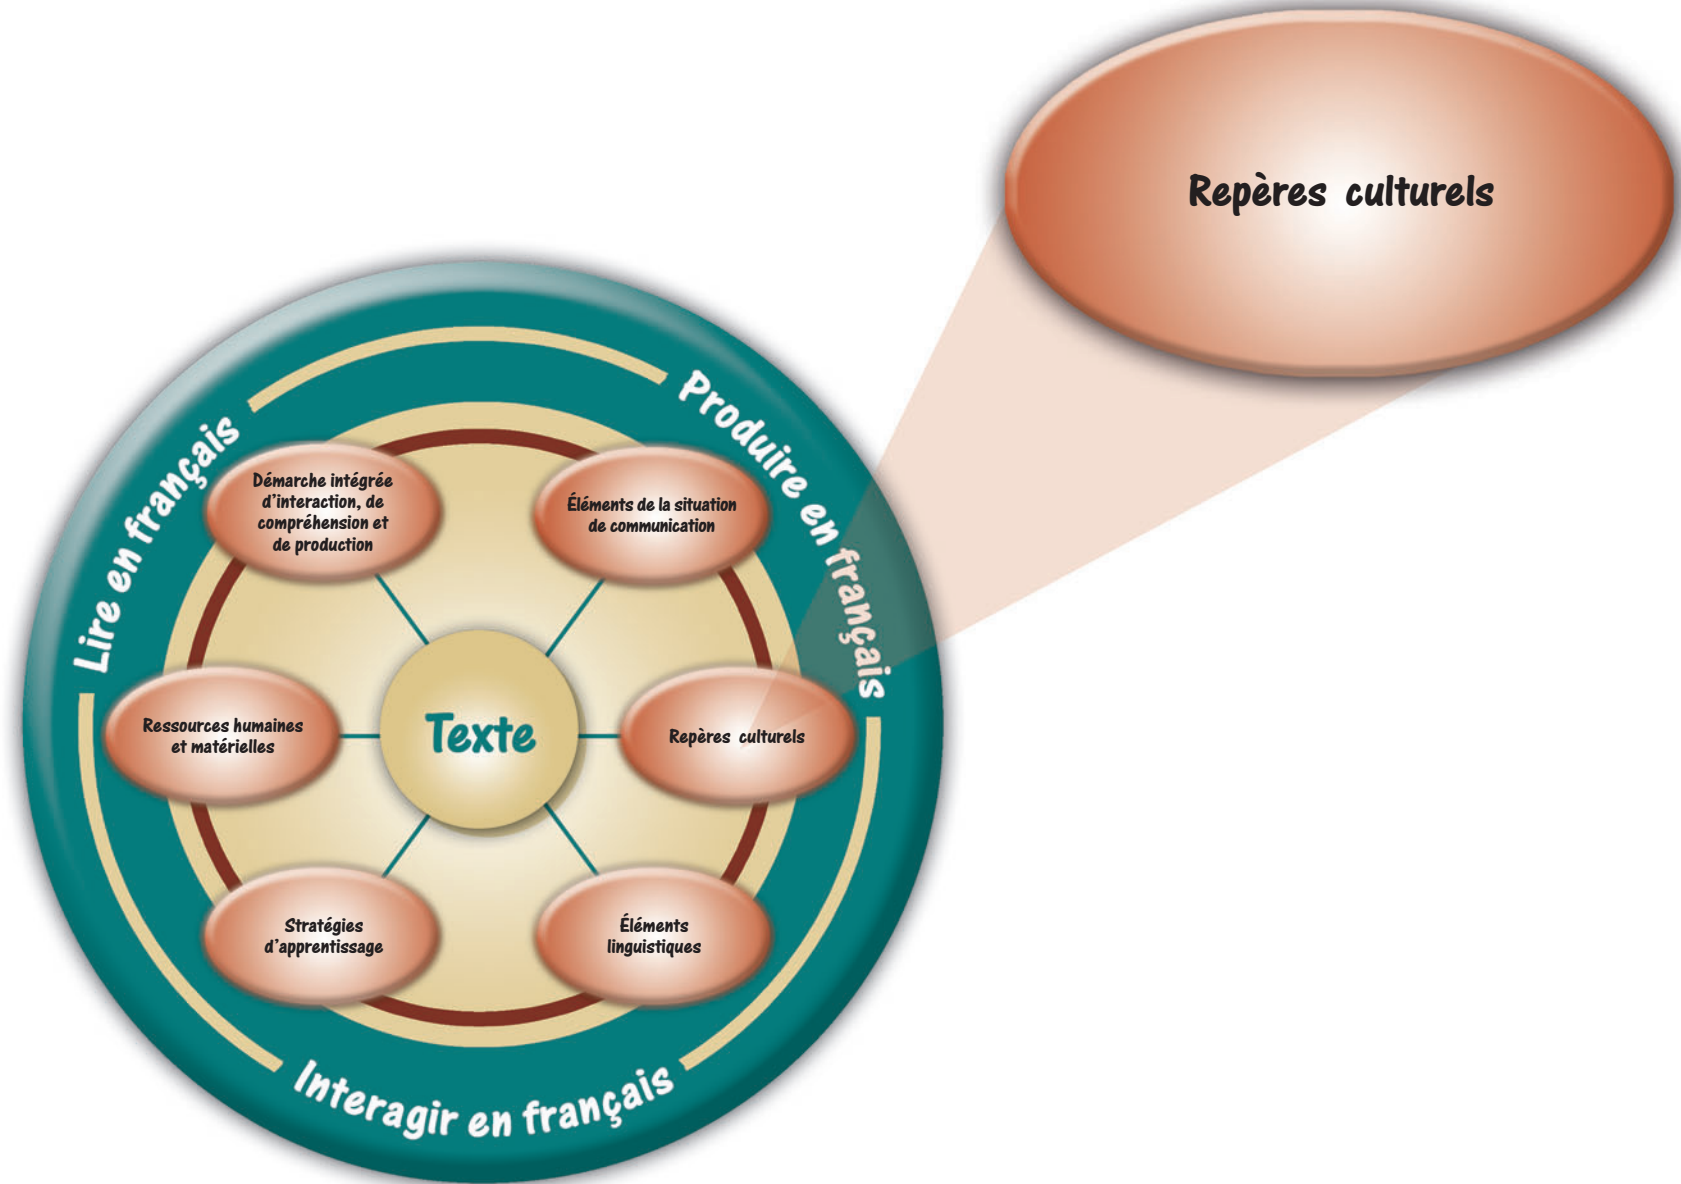 Repères culturels
Lire en français
Produire en français
Démarche intégrée
d'interaction, de
compréhension et
de production
Éléments de la situation
de communication
Ressources humaines
et matérielles
Texte
Repères culturels
Stratégies
d'apprentissage
Éléments
linguistiques
Interagir en français